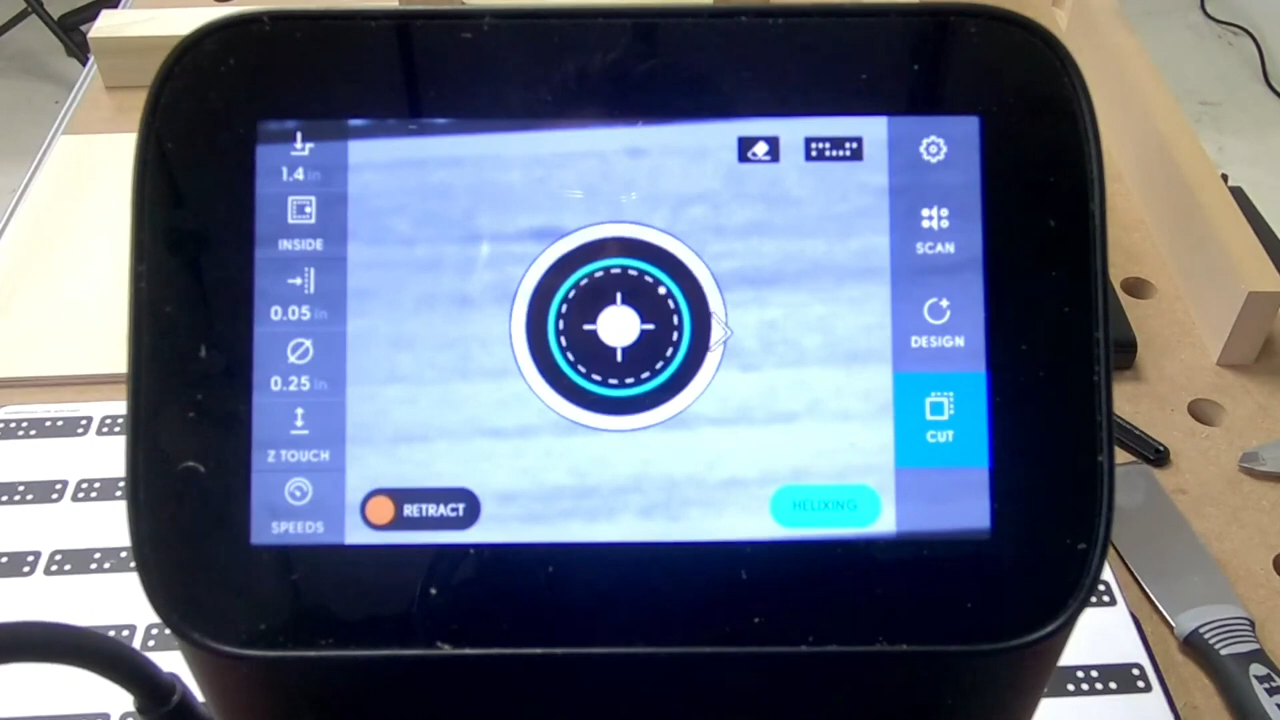 1.4 in
INSIDE
0.05 in
0.25 in
Z TOUCH
SPEEDS
RETRACT
HELIXING
SCAN
DESIGN
CUT